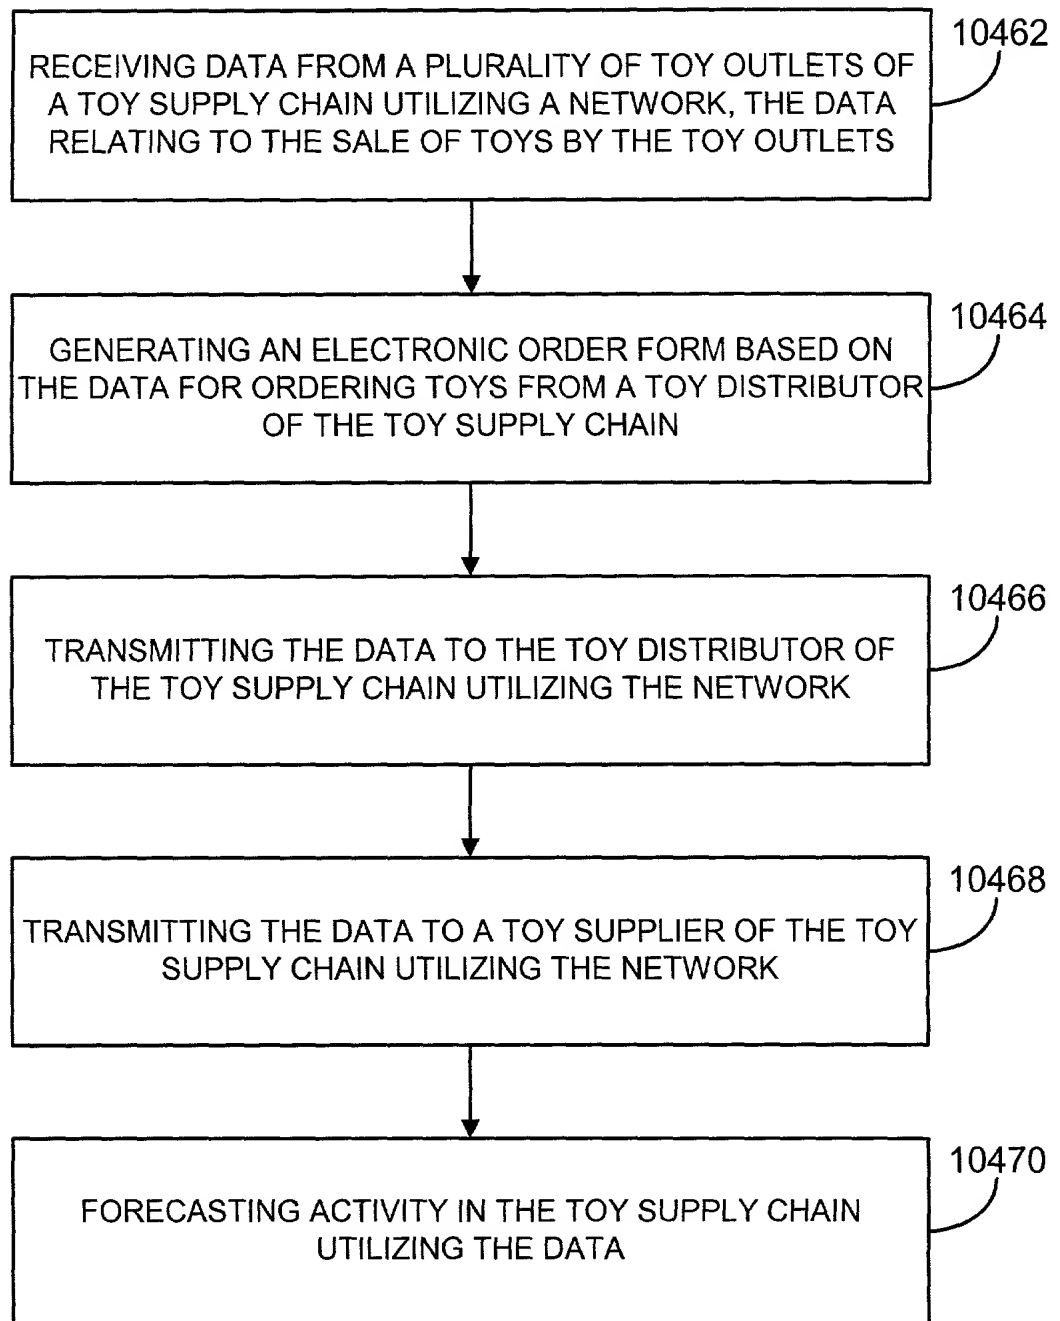 10462
RECEIVING DATA FROM A PLURALITY OF TOY OUTLETS OF
A TOY SUPPLY CHAIN UTILIZING A NETWORK, THE DATA
RELATING TO THE SALE OF TOYS BY THE TOY OUTLETS
10464
GENERATING AN ELECTRONIC ORDER FORM BASED ON
THE DATA FOR ORDERING TOYS FROM A TOY DISTRIBUTOR
OF THE TOY SUPPLY CHAIN
10466
TRANSMITTING THE DATA TO THE TOY DISTRIBUTOR OF
THE TOY SUPPLY CHAIN UTILIZING THE NETWORK
10468
TRANSMITTING THE DATA TO A TOY SUPPLIER OF THE TOY
SUPPLY CHAIN UTILIZING THE NETWORK
10470
FORECASTING ACTIVITY IN THE TOY SUPPLY CHAIN
UTILIZING THE DATA